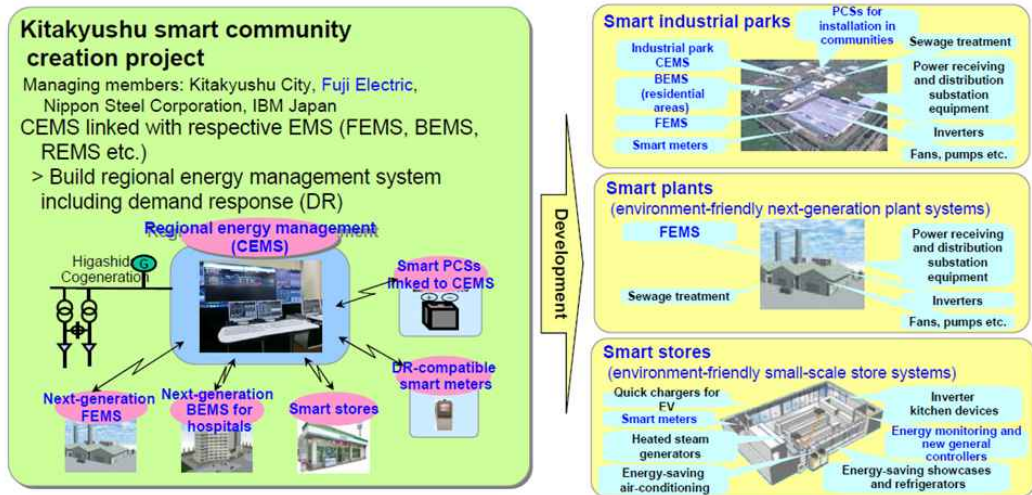 Kitakyushu smart community
creation project
Managing members: Kitakyushu City, Fuji Electric,
Nippon Steel Corporation, IBM Japan
CEMS linked with respective EMS (FEMS, BEMS,
REMS etc.)
> Build regional energy management system
including demand response (DR)
Regional energy management
(CEMS)
Higashida
Cogeneration
G
Smart PCSs
linked to CEMS
DR-compatible
smart meters
Next-generation
FEMS
Next-generation
BEMS for
hospitals
Smart stores
Development
Smart industrial parks
PCSs for
installation in
communities
Industrial park
CEMS
BEMS
(residential
areas)
FEMS
Smart meters
Sewage treatment
Power receiving
and distribution
substation
equipment
Inverters
Fans, pumps etc.
Smart plants
(environment-friendly next-generation plant systems)
FEMS
Sewage treatment
Power receiving
and distribution
substation
equipment
Inverters
Fans, pumps etc.
Smart stores
(environment-friendly small-scale store systems)
Quick chargers for
EV
Smart meters
Heated steam
generators
Energy-saving
air-conditioning
Inverter
kitchen devices
Energy monitoring and
new general
controllers
Energy-saving showcases
and refrigerators